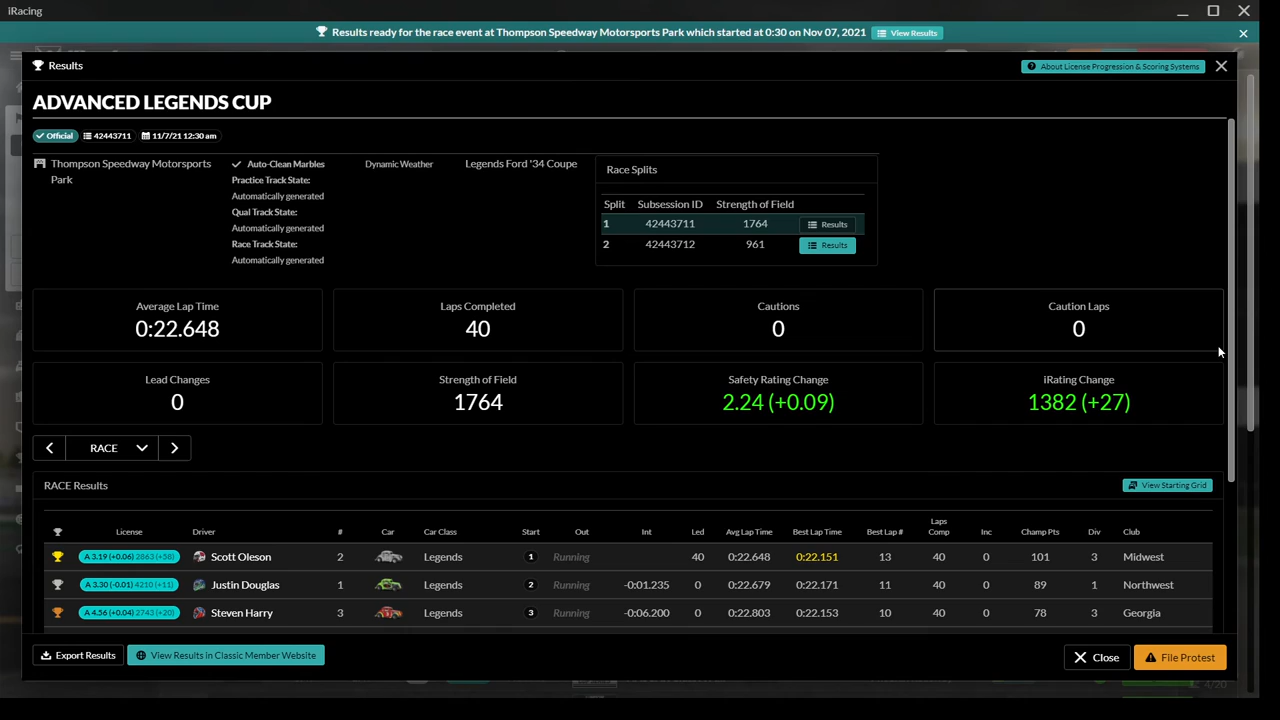 iRacing
Results ready for the race event at Thompson Speedway Motorsports Park which started at 0:30 on Nov 07, 2021 View Results
Results
About License Progression & Scoring Systems
ADVANCED LEGENDS CUP
Official 42443711 11/7/21 12:30 am
Thompson Speedway Motorsports
Park
Auto-Clean Marbles
Practice Track State:
Automatically generated
Qual Track State:
Automatically generated
Race Track State:
Automatically generated
Dynamic Weather
Legends Ford '34 Coupe
Race Splits
Split Subsession ID Strength of Field
1 42443711 1764 Results
2 42443712 961 Results
Average Lap Time
0:22.648
Laps Completed
40
Cautions
0
Caution Laps
0
Lead Changes
0
Strength of Field
1764
Safety Rating Change
2.24 (+0.09)
iRating Change
1382 (+27)
RACE
RACE Results
View Starting Grid
License Driver # Car Car Class Start Out Int Led Avg Lap Time Best Lap Time Best Lap # Laps Comp Inc Champ Pts Div Club
A 3.19 (+0.06) 2863 (+58) Scott Oleson 2 Legends 1 Running 40 0:22.648 0:22.151 13 40 0 101 3 Midwest
A 3.30 (-0.01) 4210 (+11) Justin Douglas 1 Legends 2 Running -0:01.235 0 0:22.679 0:22.171 11 40 0 89 1 Northwest
A 4.56 (+0.04) 2743 (+20) Steven Harry 3 Legends 3 Running -0:06.200 0 0:22.803 0:22.153 10 40 0 78 3 Georgia
Export Results
View Results in Classic Member Website
Close
File Protest
4/20